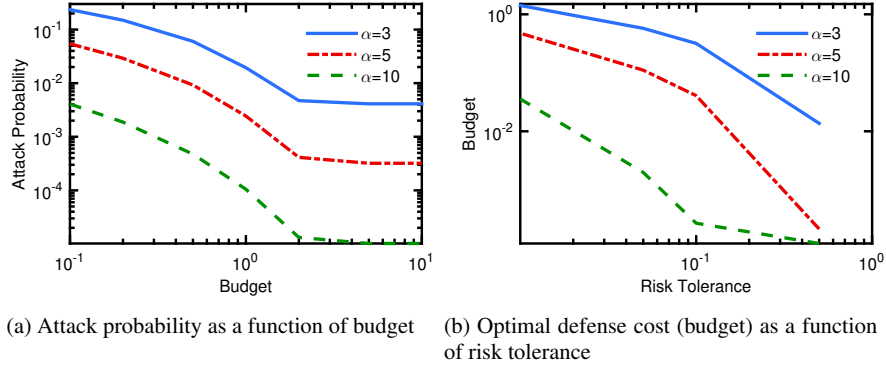 10^-1
10^-2
10^-3
10^-4
Attack Probability
α=3
α=5
α=10
10^-1
10^0
10^1
Budget
10^0
10^-2
Budget
α=3
α=5
α=10
10^-1
10^0
Risk Tolerance
(a) Attack probability as a function of budget
(b) Optimal defense cost (budget) as a function
of risk tolerance